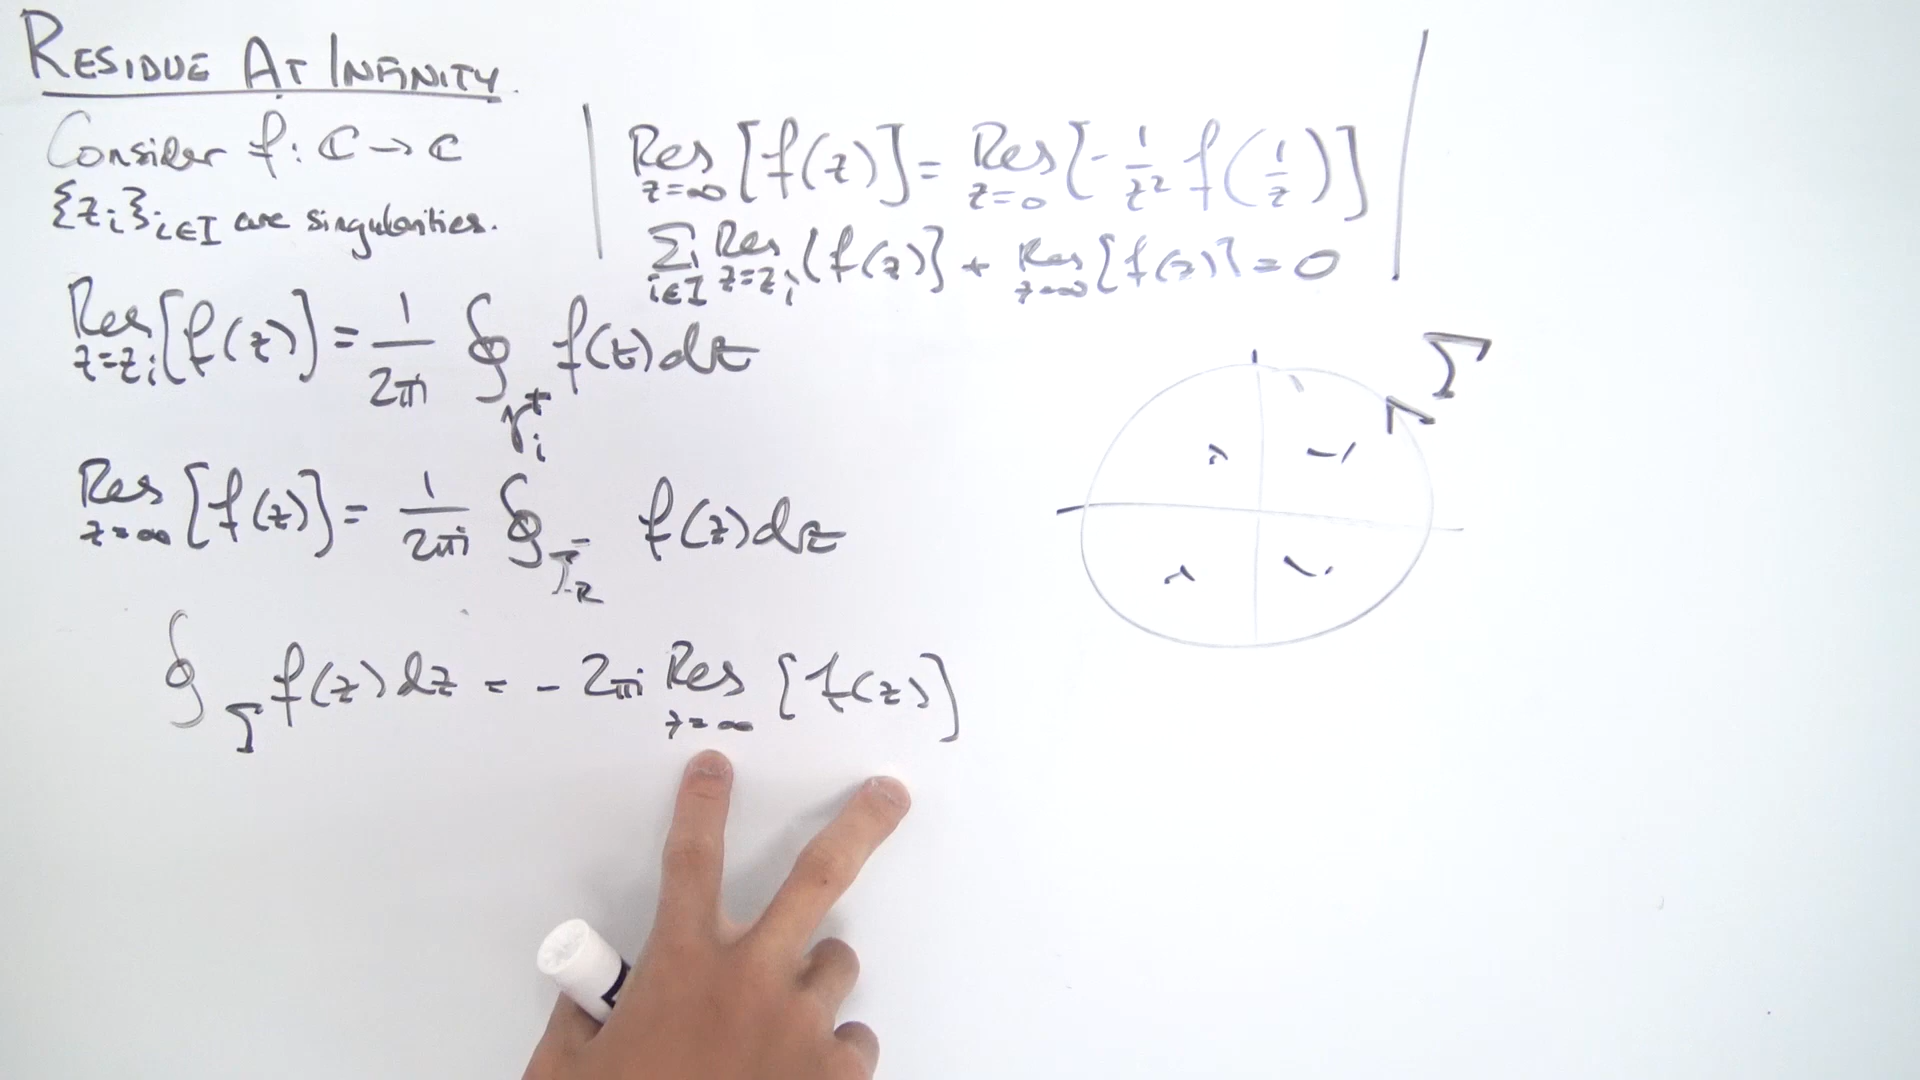 RESIDUE AT INFINITY
Consider f: ℂ → ℂ
{z_i}_{i∈I} are singularities.
Res_{z=z_i} [f(z)] = 1/(2πi) ∮_{γ_i^+} f(z)dz
Res_{z=∞} [f(z)] = 1/(2πi) ∮_{Γ_R^-} f(z)dz
∮_Γ f(z)dz = - 2πi Res_{z=∞} [f(z)]
Res_{z=∞} [f(z)] = Res_{z=0} [- 1/z² f(1/z)]
∑_{i∈I} Res_{z=z_i} [f(z)] + Res_{z=∞} [f(z)] = 0
Γ